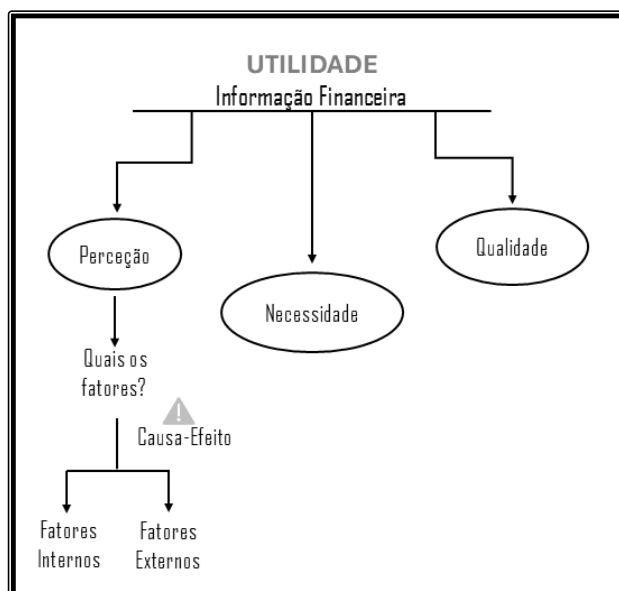 UTILIDADE
Informação Financeira
Perceção
Necessidade
Qualidade
Quais os
fatores?
Causa-Efeito
Fatores
Internos
Fatores
Externos